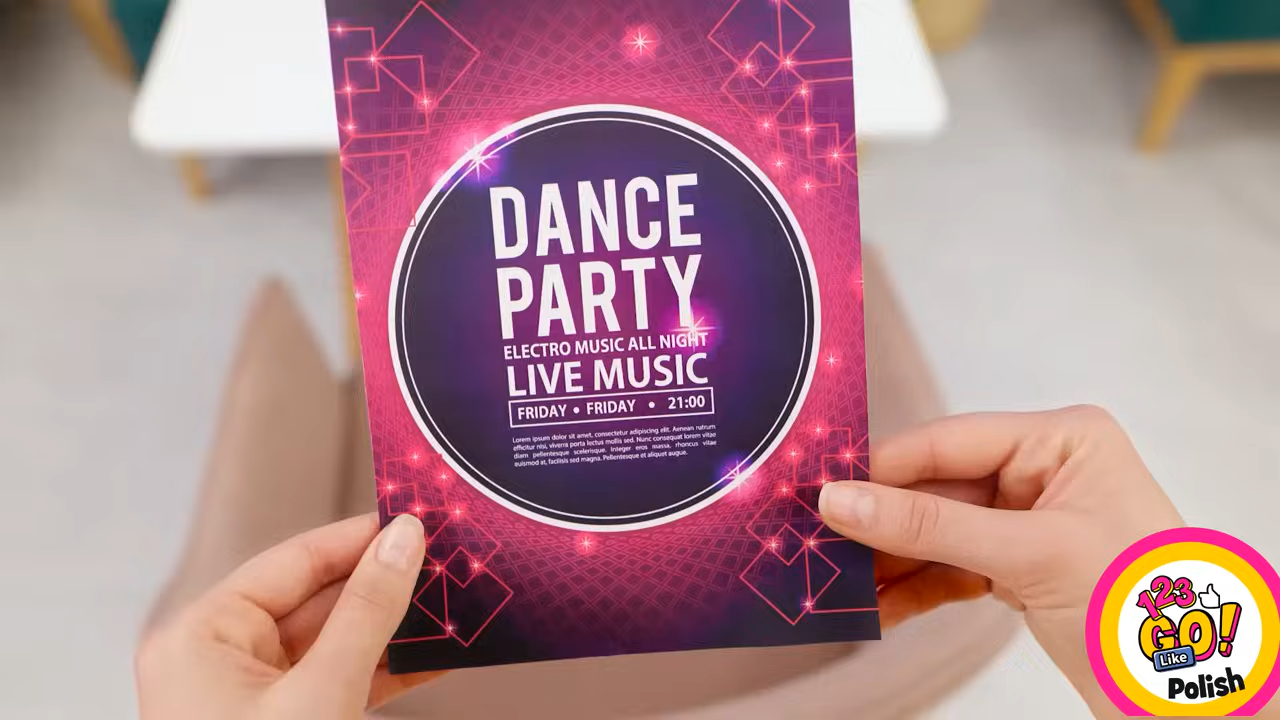 DANCE
PARTY
ELECTRO MUSIC ALL NIGHT
LIVE MUSIC
FRIDAY • FRIDAY • 21:00
Lorem ipsum dolor sit amet, consectetur adipiscing elit. Aenean rutrum
efficitur nisi, viverra porta lectus mollis sed. Nunc consequat lorem vitae
diam pellentesque scelerisque. Integer eros massa, rhoncus vitae
euismod at, facilisis sed magna. Pellentesque et aliquet augue.
123
GO!
Like
Polish